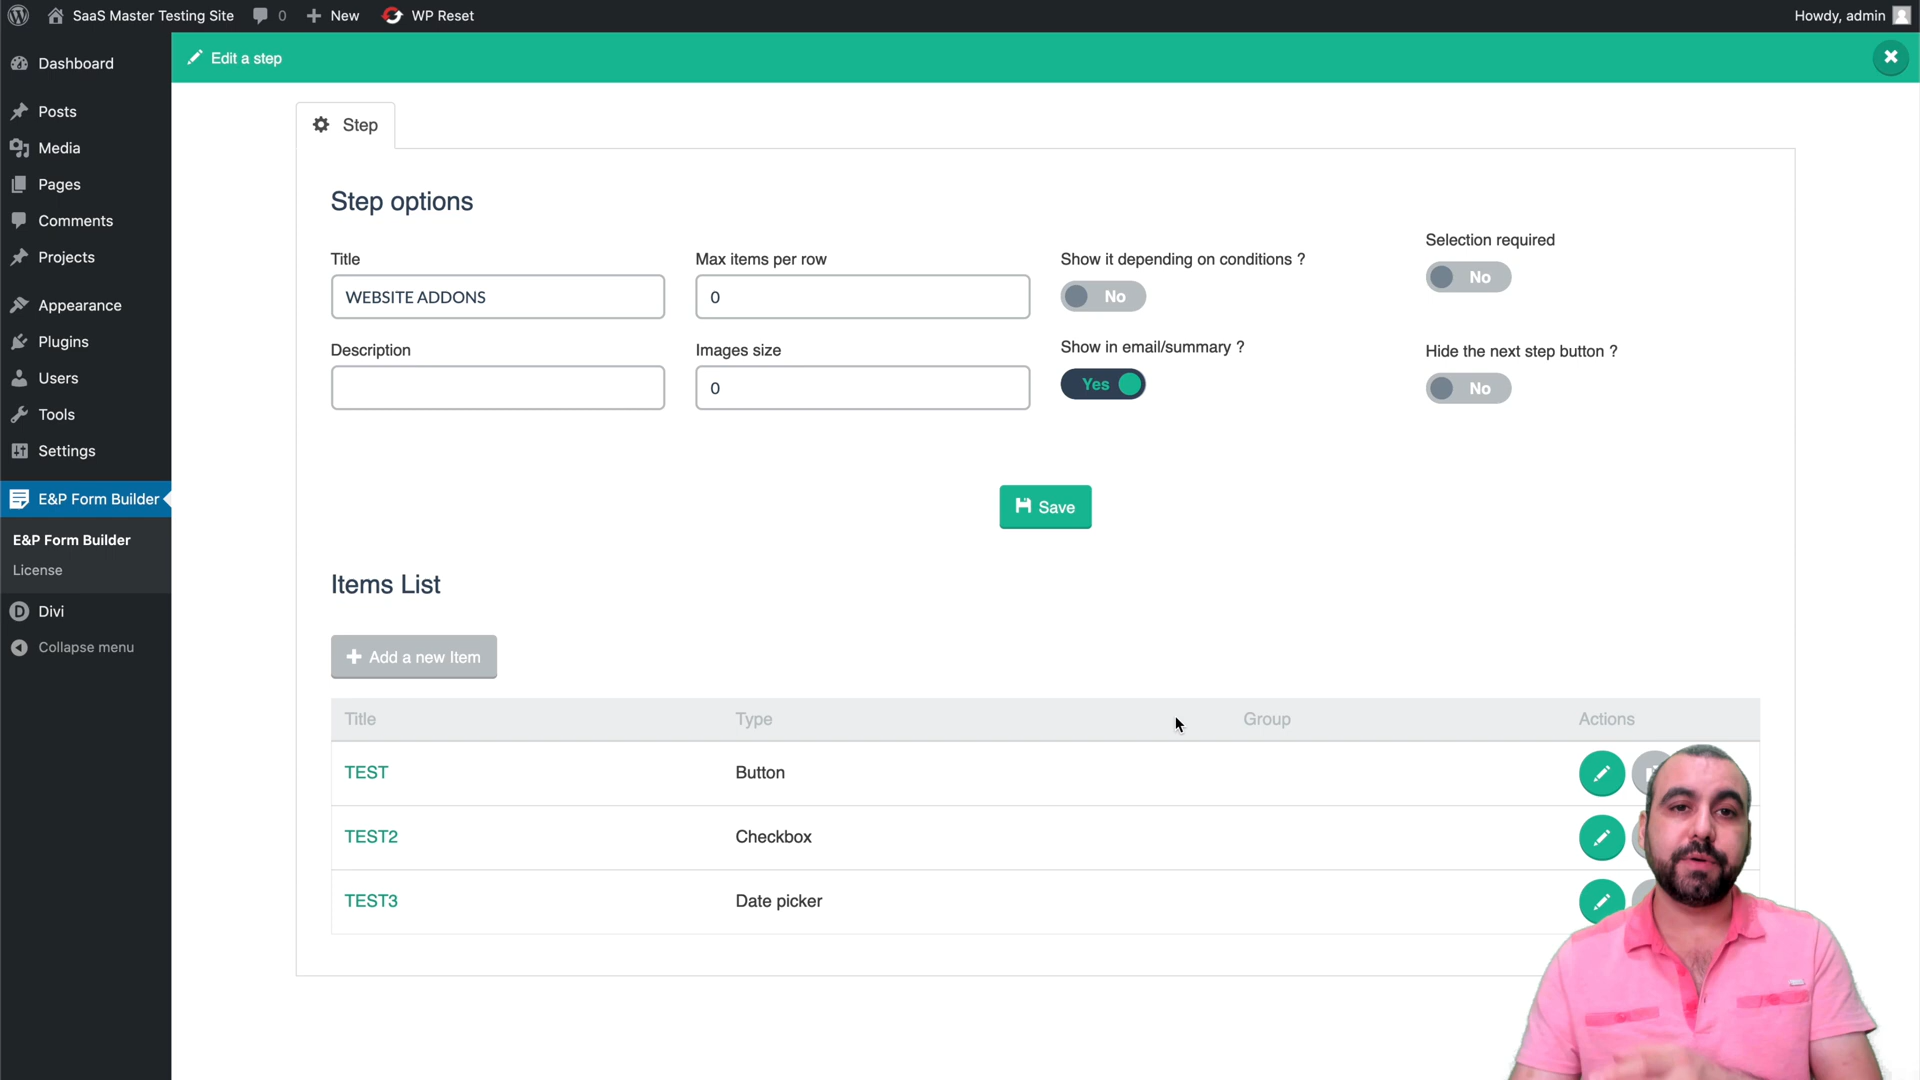 SaaS Master Testing Site 0 New WP Reset Howdy, admin
Edit a step
Dashboard
Posts
Media
Pages
Comments
Projects
Appearance
Plugins
Users
Tools
Settings
E&P Form Builder
E&P Form Builder
License
Divi
Collapse menu
Step
Step options
Title
WEBSITE ADDONS
Description
Max items per row
0
Images size
0
Show it depending on conditions ?
No
Show in email/summary ?
Yes
Selection required
No
Hide the next step button ?
No
Save
Items List
Add a new Item
Title Type Group Actions
TEST Button
TEST2 Checkbox
TEST3 Date picker